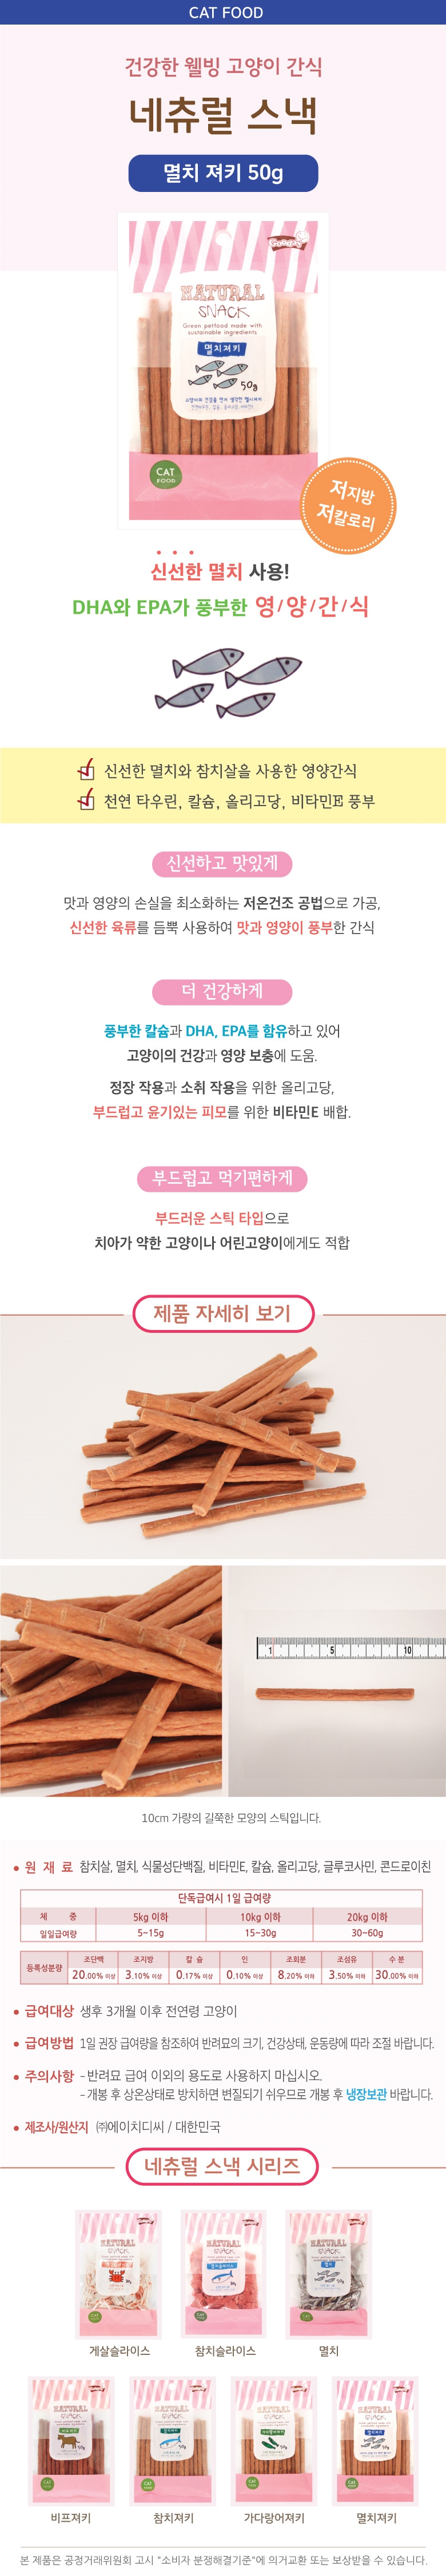 CAT FOOD
건강한 웰빙 고양이 간식
네츄럴 스낵
멸치 져키 50g
Gooday
NATURAL
SNACK
Green petfood made with
sustainable ingredients
멸치져키
50g
CAT
FOOD
저지방
저칼로리
신선한 멸치 사용!
DHA와 EPA가 풍부한 영/양/간/식
신선한 멸치와 참치살을 사용한 영양간식
천연 타우린, 칼슘, 올리고당, 비타민E 풍부
신선하고 맛있게
맛과 영양의 손실을 최소화하는 저온건조 공법으로 가공,
신선한 육류를 듬뿍 사용하여 맛과 영양이 풍부한 간식
더 건강하게
풍부한 칼슘과 DHA, EPA를 함유하고 있어
고양이의 건강과 영양 보충에 도움.
정장 작용과 소취 작용을 위한 올리고당,
부드럽고 윤기있는 피모를 위한 비타민E 배합.
부드럽고 먹기편하게
부드러운 스틱 타입으로
치아가 약한 고양이나 어린고양이에게도 적합
제품 자세히 보기
1 5 10
10cm 가량의 길쭉한 모양의 스틱입니다.
• 원 재 료 참치살, 멸치, 식물성단백질, 비타민E, 칼슘, 올리고당, 글루코사민, 콘드로이친
단독급여시 1일 급여량
체 중 5kg 이하 10kg 이하 20kg 이하
일일급여량 5~15g 15~30g 30~60g
등록성분량 조단백 조지방 칼 슘 인 조회분 조섬유 수 분
20.00% 이상 3.10% 이상 0.17% 이상 0.10% 이상 8.20% 이하 3.50% 이하 30.00% 이하
• 급여대상 생후 3개월 이후 전연령 고양이
• 급여방법 1일 권장 급여량을 참조하여 반려묘의 크기, 건강상태, 운동량에 따라 조절 바랍니다.
• 주의사항 - 반려묘 급여 이외의 용도로 사용하지 마십시오.
- 개봉 후 상온상태로 방치하면 변질되기 쉬우므로 개봉 후 냉장보관 바랍니다.
• 제조사/원산지 ㈜에이치디씨 / 대한민국
네츄럴 스낵 시리즈
NATURAL
SNACK
NATURAL
SNACK
NATURAL
SNACK
게살슬라이스 참치슬라이스 멸치
NATURAL
SNACK
NATURAL
SNACK
NATURAL
SNACK
NATURAL
SNACK
비프져키 참치져키 가다랑어져키 멸치져키
본 제품은 공정거래위원회 고시 "소비자 분쟁해결기준"에 의거교환 또는 보상받을 수 있습니다.